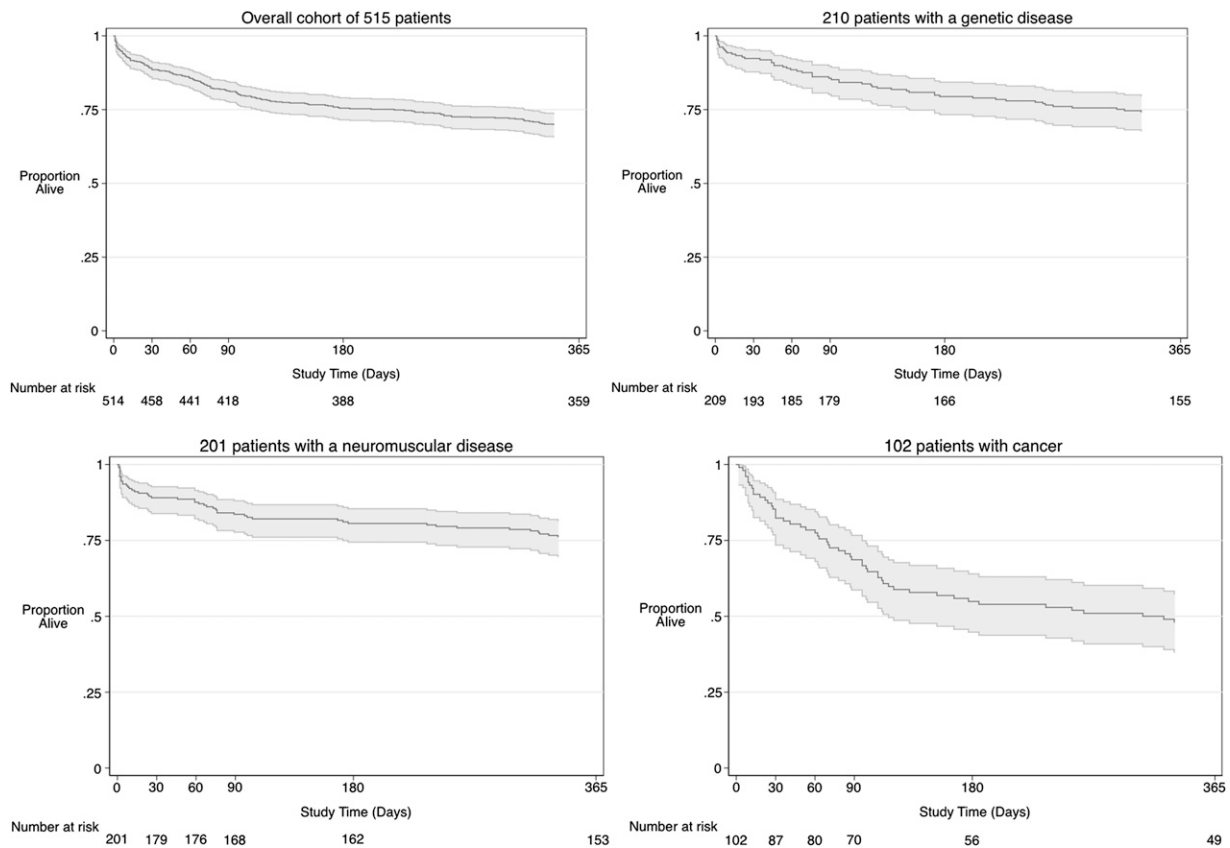 Overall cohort of 515 patients
1
.75
Proportion
Alive
.5
.25
0
0 30 60 90 180 365
Study Time (Days)
Number at risk
514 458 441 418 388 359
210 patients with a genetic disease
1
.75
Proportion
Alive
.5
.25
0
0 30 60 90 180 365
Study Time (Days)
Number at risk
209 193 185 179 166 155
201 patients with a neuromuscular disease
1
.75
Proportion
Alive
.5
.25
0
0 30 60 90 180 365
Study Time (Days)
Number at risk
201 179 176 168 162 153
102 patients with cancer
1
.75
Proportion
Alive
.5
.25
0
0 30 60 90 180 365
Study Time (Days)
Number at risk
102 87 80 70 56 49